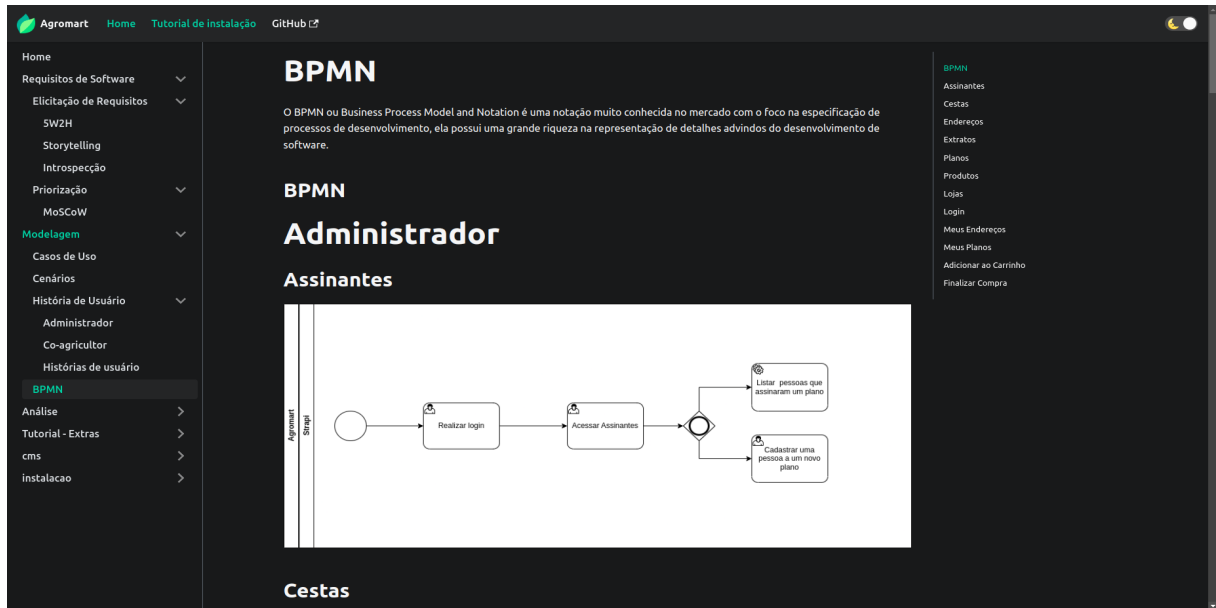 Agromart Home Tutorial de instalação GitHub
Home
Requisitos de Software
Elicitação de Requisitos
5W2H
Storytelling
Introspecção
Priorização
MoSCoW
Modelagem
Casos de Uso
Cenários
História de Usuário
Administrador
Co-agricultor
Histórias de usuário
BPMN
Análise
Tutorial - Extras
cms
instalacao
BPMN
O BPMN ou Business Process Model and Notation é uma notação muito conhecida no mercado com o foco na especificação de
processos de desenvolvimento, ela possui uma grande riqueza na representação de detalhes advindos do desenvolvimento de
software.
BPMN
Administrador
Assinantes
Agromart
Strapi
Realizar login
Acessar Assinantes
Listar pessoas que
assinaram um plano
Cadastrar uma
pessoa a um novo
plano
Cestas
BPMN
Assinantes
Cestas
Endereços
Extratos
Planos
Produtos
Lojas
Login
Meus Endereços
Meus Planos
Adicionar ao Carrinho
Finalizar Compra